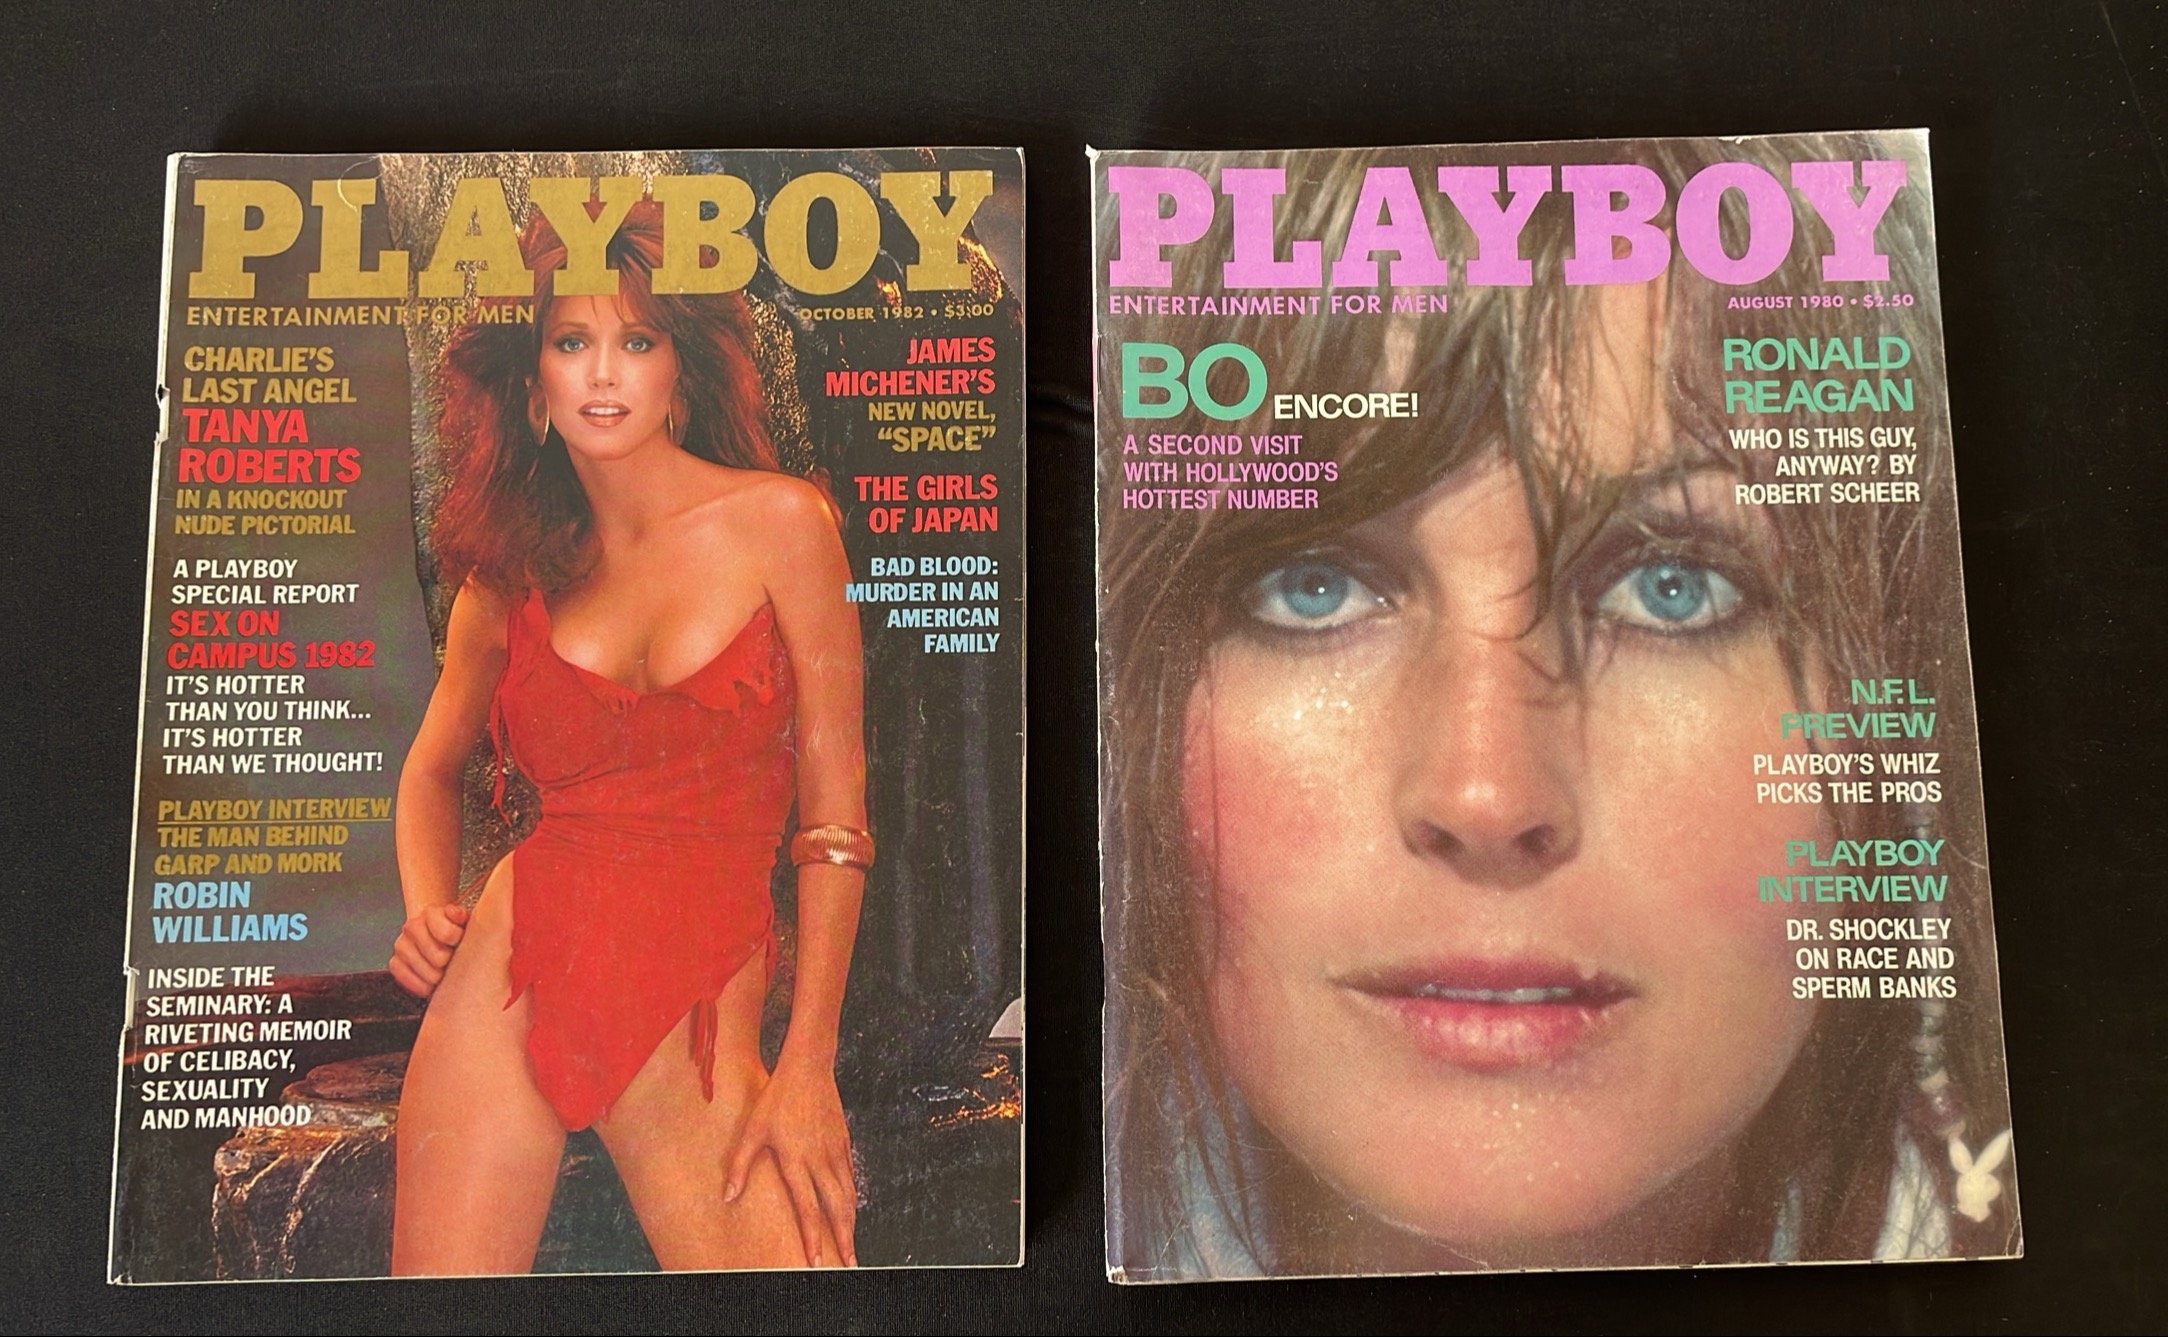 PLAYBOY
ENTERTAINMENT FOR MEN
OCTOBER 1982 • $3.00
CHARLIE'S
LAST ANGEL
TANYA
ROBERTS
IN A KNOCKOUT
NUDE PICTORIAL
A PLAYBOY
SPECIAL REPORT
SEX ON
CAMPUS 1982
IT'S HOTTER
THAN YOU THINK...
IT'S HOTTER
THAN WE THOUGHT!
PLAYBOY INTERVIEW
THE MAN BEHIND
GARP AND MORK
ROBIN
WILLIAMS
INSIDE THE
SEMINARY: A
RIVETING MEMOIR
OF CELIBACY,
SEXUALITY
AND MANHOOD
JAMES
MICHENER'S
NEW NOVEL,
“SPACE”
THE GIRLS
OF JAPAN
BAD BLOOD:
MURDER IN AN
AMERICAN
FAMILY
PLAYBOY
ENTERTAINMENT FOR MEN
AUGUST 1980 • $2.50
BO ENCORE!
A SECOND VISIT
WITH HOLLYWOOD'S
HOTTEST NUMBER
RONALD
REAGAN
WHO IS THIS GUY,
ANYWAY? BY
ROBERT SCHEER
N.F.L.
PREVIEW
PLAYBOY'S WHIZ
PICKS THE PROS
PLAYBOY
INTERVIEW
DR. SHOCKLEY
ON RACE AND
SPERM BANKS